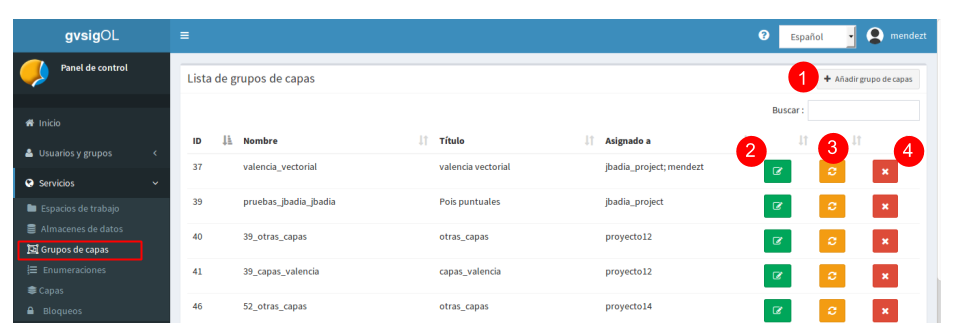 gvsigOL
Español
mendezt
Panel de control
Lista de grupos de capas
1
Añadir grupo de capas
Buscar :
Inicio
Usuarios y grupos
Servicios
Espacios de trabajo
Almacenes de datos
Grupos de capas
Enumeraciones
Capas
Bloqueos
ID Nombre Título Asignado a
2 3 4
37 valencia_vectorial valencia vectorial jbadia_project; mendezt
39 pruebas_jbadia_jbadia Pois puntuales jbadia_project
40 39_otras_capas otras_capas proyecto12
41 39_capas_valencia capas_valencia proyecto12
46 52_otras_capas otras_capas proyecto14